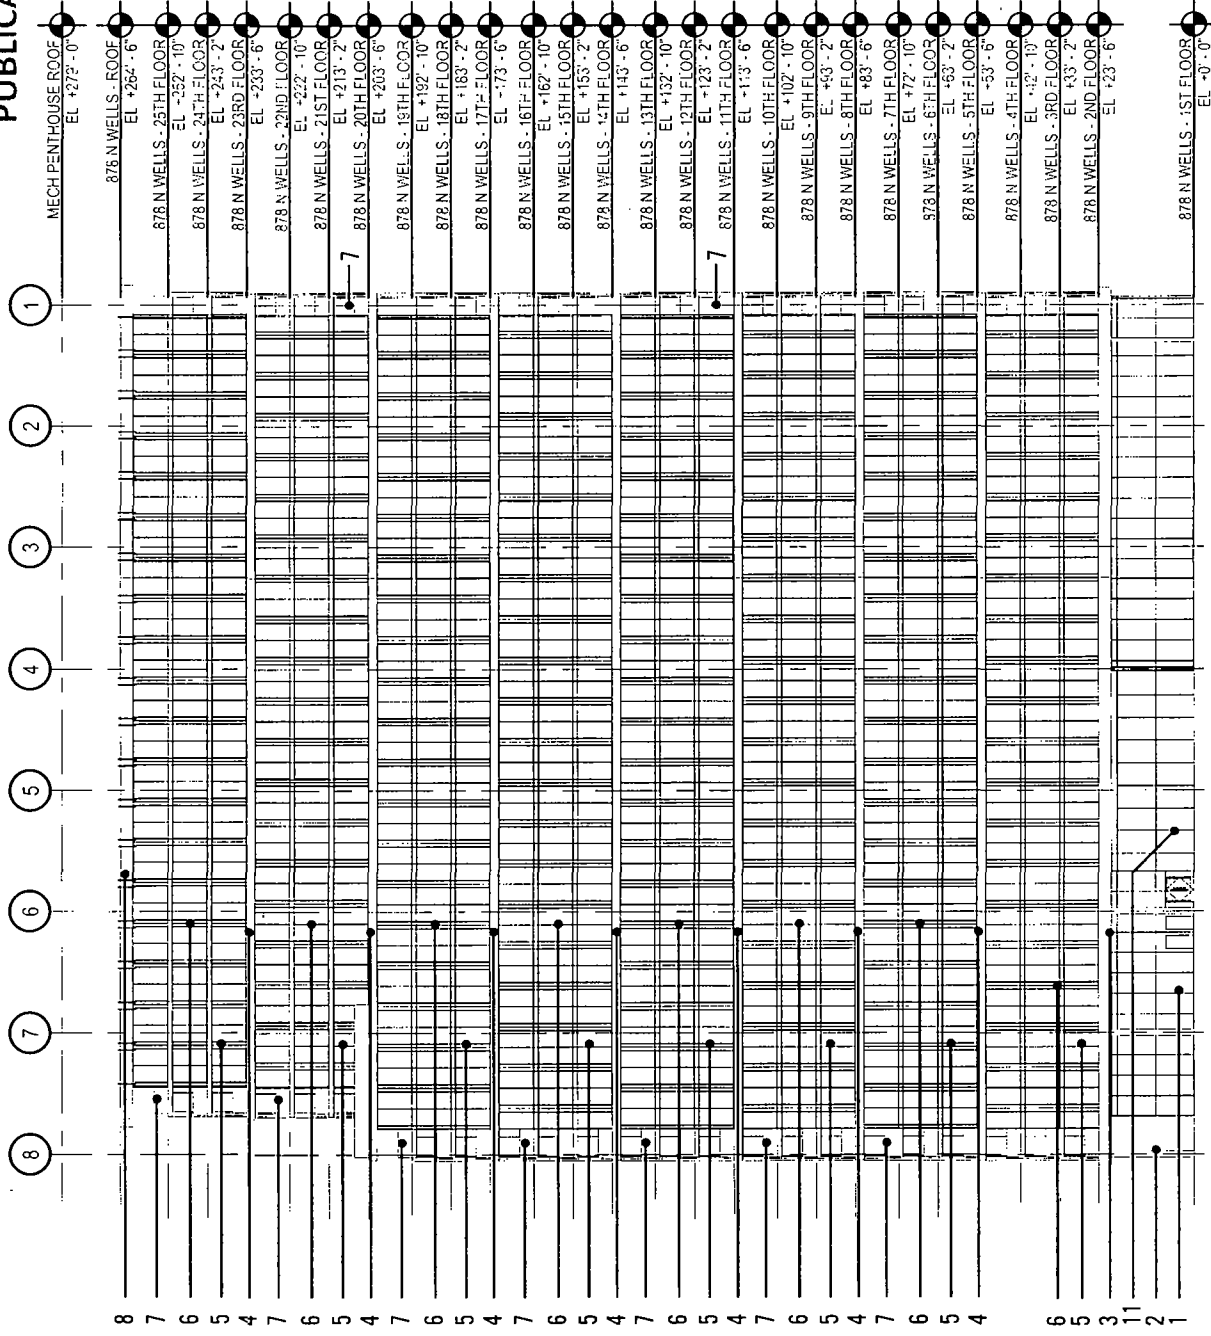 PUBLICA
MECH PENTHOUSE ROOF
EL +279' - 0"
878 N WELLS - ROOF
EL +264' - 6"
878 N WELLS - 25TH FLOOR
EL +252' - 10"
878 N WELLS - 24TH FLOOR
EL +243' - 2"
878 N WELLS - 23RD FLOOR
EL +233' - 6"
878 N WELLS - 22ND FLOOR
EL +222' - 10"
878 N WELLS - 21ST FLOOR
EL +213' - 2"
878 N WELLS - 20TH FLOOR
EL +203' - 6"
878 N WELLS - 19TH FLOOR
EL +192' - 10"
878 N WELLS - 18TH FLOOR
EL +183' - 2"
878 N WELLS - 17TH FLOOR
EL +173' - 6"
878 N WELLS - 16TH FLOOR
EL +162' - 10"
878 N WELLS - 15TH FLOOR
EL +153' - 2"
878 N WELLS - 14TH FLOOR
EL +143' - 6"
878 N WELLS - 13TH FLOOR
EL +132' - 10"
878 N WELLS - 12TH FLOOR
EL +123' - 2"
878 N WELLS - 11TH FLOOR
EL +113' - 6"
878 N WELLS - 10TH FLOOR
EL +102' - 10"
878 N WELLS - 9TH FLOOR
EL +93' - 2"
878 N WELLS - 8TH FLOOR
EL +83' - 6"
878 N WELLS - 7TH FLOOR
EL +72' - 10"
878 N WELLS - 6TH FLOOR
EL +63' - 2"
878 N WELLS - 5TH FLOOR
EL +53' - 6"
878 N WELLS - 4TH FLOOR
EL +42' - 10"
878 N WELLS - 3RD FLOOR
EL +33' - 2"
878 N WELLS - 2ND FLOOR
EL +23' - 6"
878 N WELLS - 1ST FLOOR
EL +0' - 0"
1
2
3
4
5
6
7
8
7
7
8
7
6
5
4
7
6
5
4
7
6
5
4
7
6
5
4
7
6
5
4
7
6
5
4
7
6
5
4
6
5
3
11
2
1